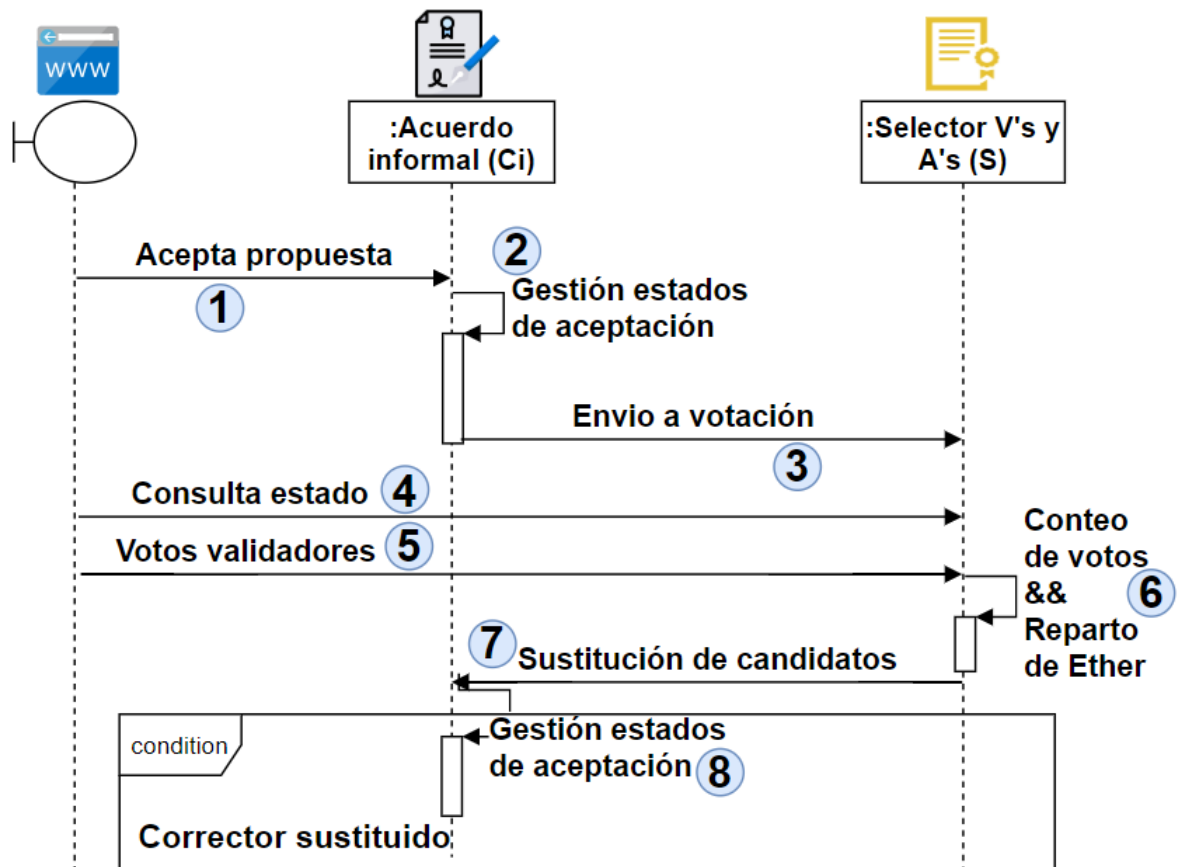 www
:Acuerdo
informal (Ci)
:Selector V's y
A's (S)
Acepta propuesta
1
2
Gestión estados
de aceptación
Envio a votación
3
Consulta estado 4
Votos validadores 5
Conteo
de votos
&&
6
Reparto
de Ether
7
Sustitución de candidatos
condition
Gestión estados
de aceptación 8
Corrector sustituido